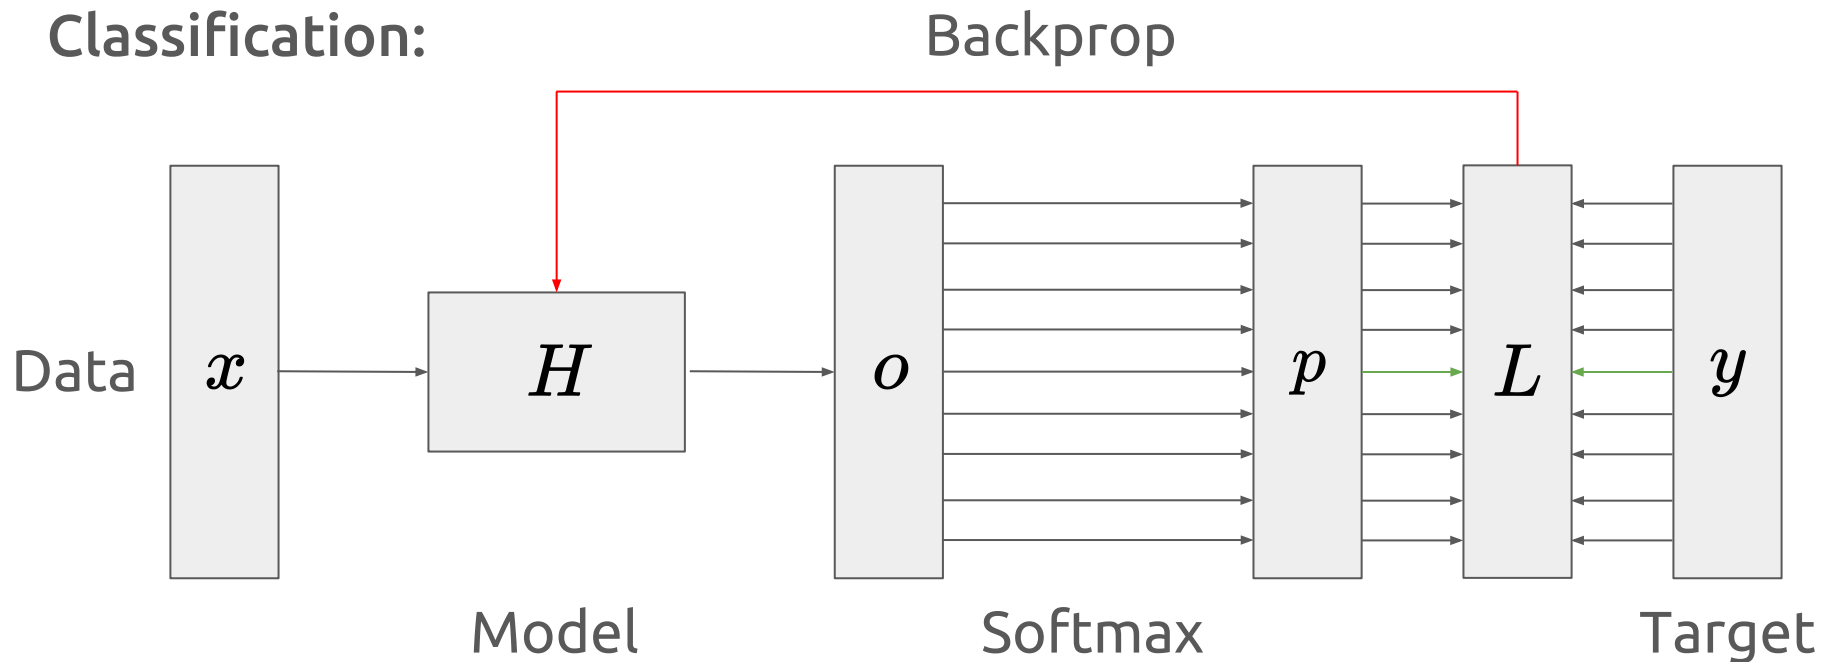 Classification:
Backprop
Data
x
H
o
p
L
y
Model
Softmax
Target